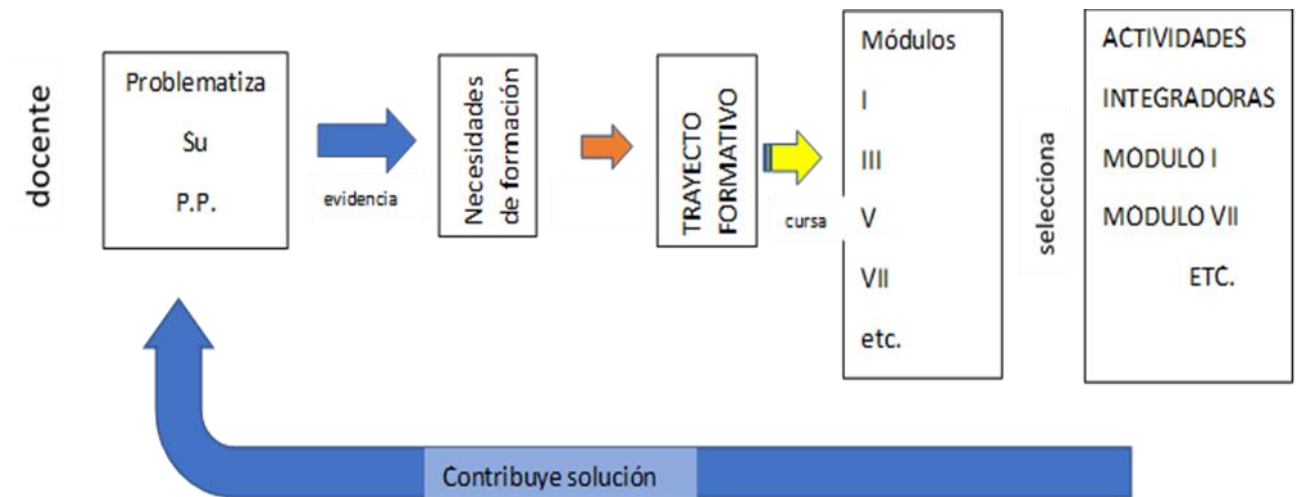 docente
Problematiza
Su
P.P.
evidencia
Necesidades
de formación
TRAYECTO
FORMATIVO
cursa
Módulos
I
III
V
VII
etc.
selecciona
ACTIVIDADES
INTEGRADORAS
MODULO I
MODULO VII
ETC.
Contribuye solución